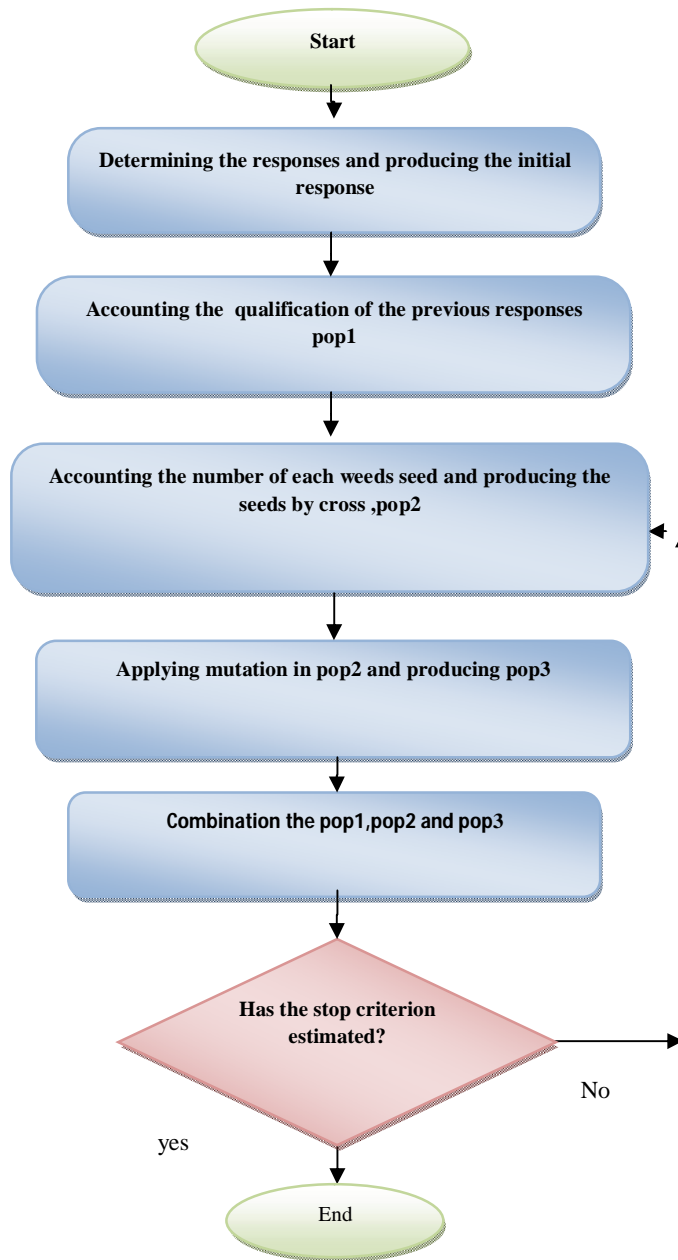 Start
Determining the responses and producing the initial
response
Accounting the qualification of the previous responses
pop1
Accounting the number of each weeds seed and producing the
seeds by cross ,pop2
Applying mutation in pop2 and producing pop3
Combination the pop1,pop2 and pop3
Has the stop criterion
estimated?
No
yes
End